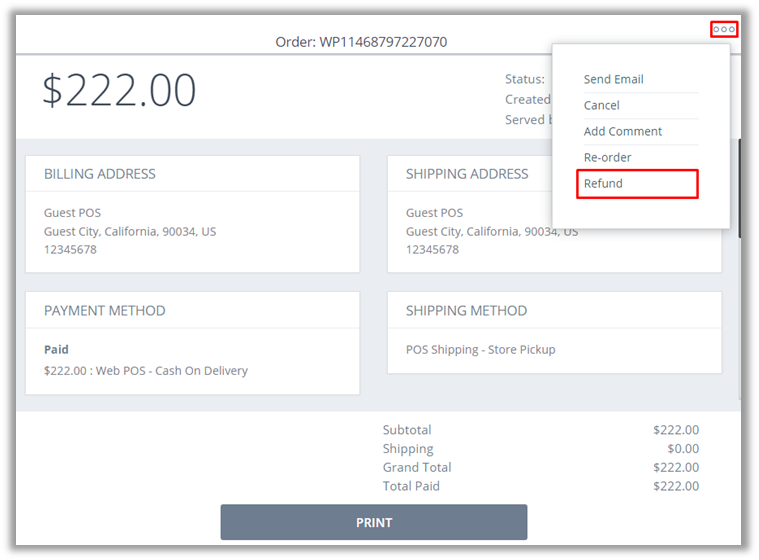 Order: WP11468797227070
$222.00
Status:
Created
Served
Send Email
Cancel
Add Comment
Re-order
Refund
BILLING ADDRESS
Guest POS
Guest City, California, 90034, US
12345678
SHIPPING ADDRESS
Guest POS
Guest City, California, 90034, US
12345678
PAYMENT METHOD
Paid
$222.00 : Web POS - Cash On Delivery
SHIPPING METHOD
POS Shipping - Store Pickup
Subtotal $222.00
Shipping $0.00
Grand Total $222.00
Total Paid $222.00
PRINT